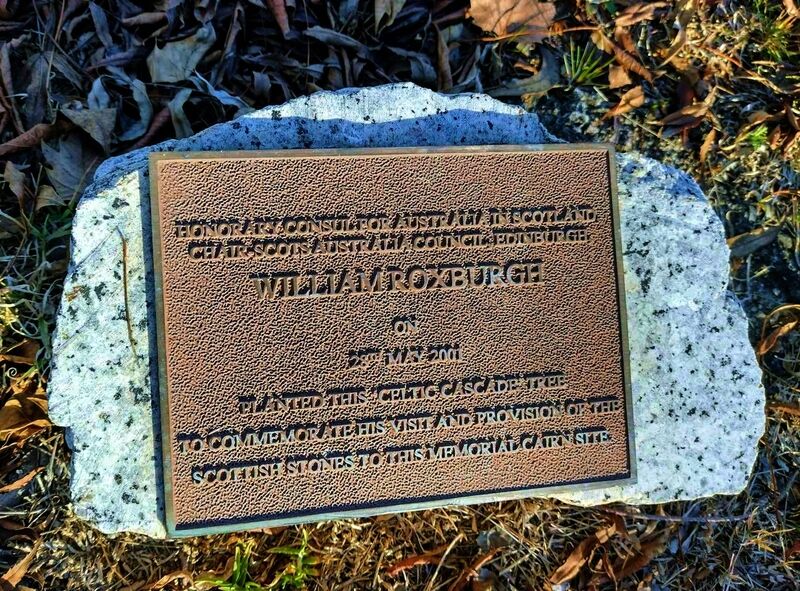 HONORARY CONSUL FOR AUSTRALIA IN SCOTLAND
CHAIR-SCOTS AUSTRALIA COUNCIL-EDINBURGH
WILLIAM ROXBURGH
ON
MAY 2001
PLANTED THIS 'CELTIC CASCADE' TREE
TO COMMEMORATE HIS VISIT AND PROVISION OF THE
SCOTTISH STONES TO THIS MEMORIAL CAIRN SITE.